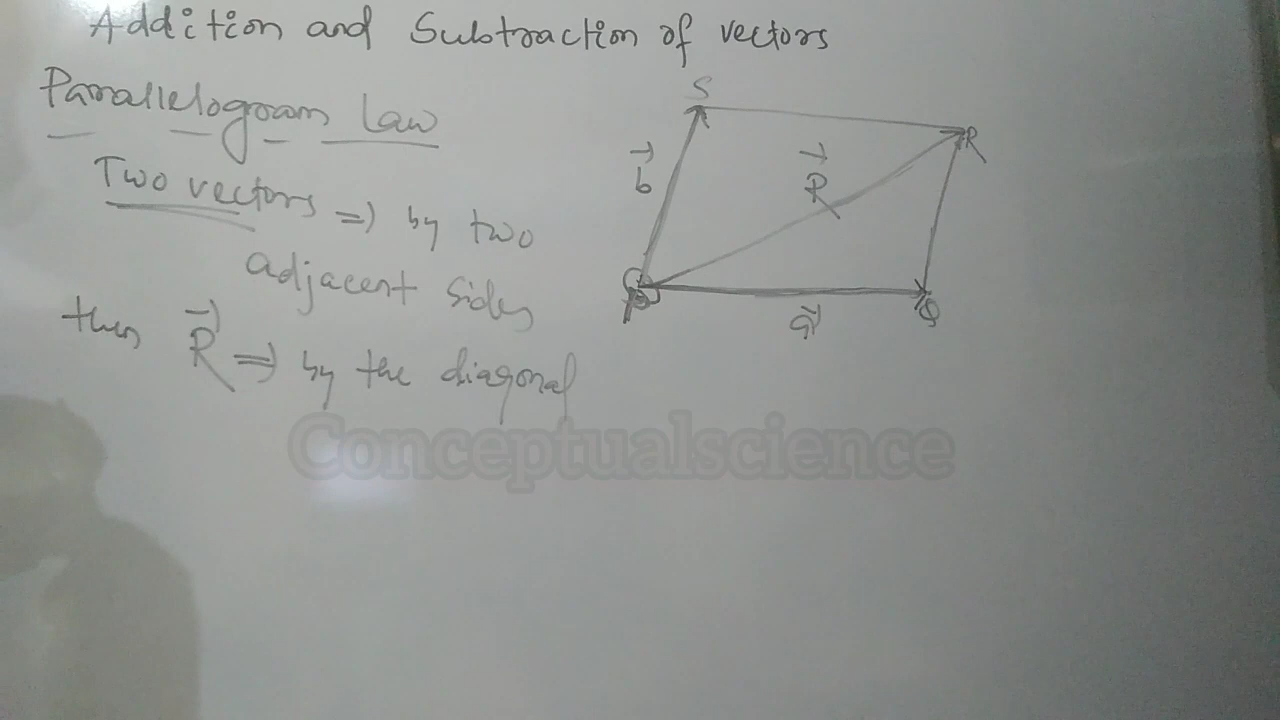 Addition and Subtraction of vectors
Parallelogram Law
Two vectors => by two
adjacent sides
then R⃗ => by the diagonal
S
R
b⃗
R⃗
P
Q
a⃗
Conceptualscience